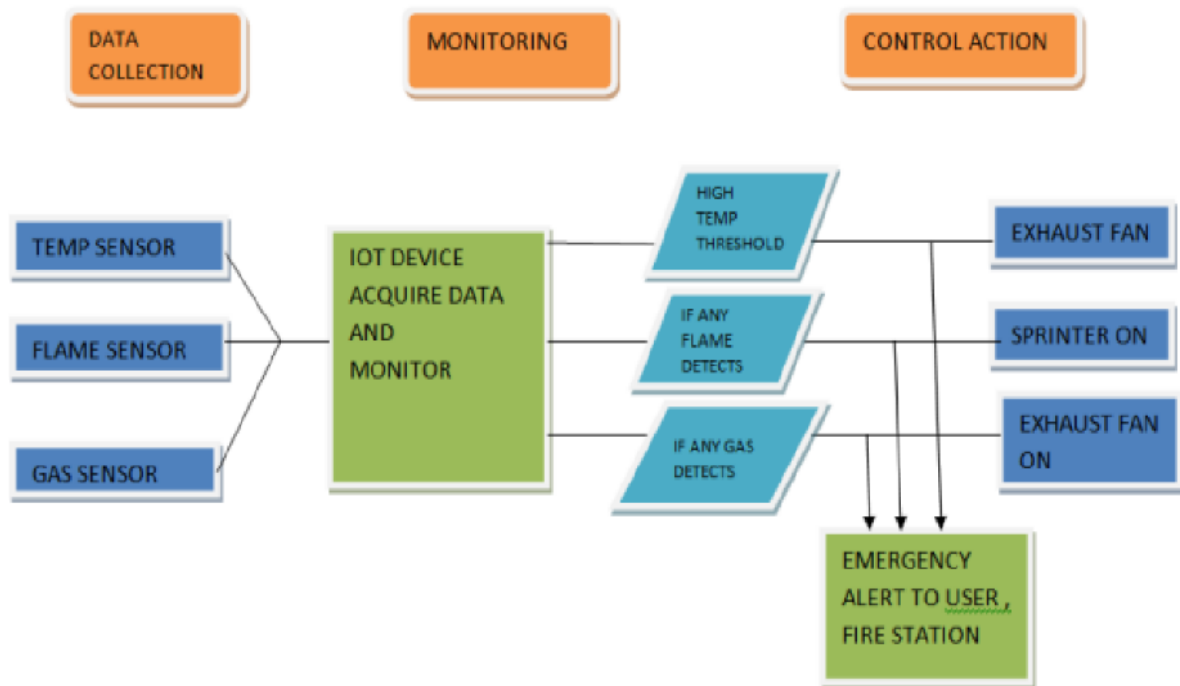 DATA
COLLECTION
MONITORING
CONTROL ACTION
TEMP SENSOR
FLAME SENSOR
GAS SENSOR
IOT DEVICE
ACQUIRE DATA
AND
MONITOR
HIGH
TEMP
THRESHOLD
IF ANY
FLAME
DETECTS
IF ANY GAS
DETECTS
EXHAUST FAN
SPRINTER ON
EXHAUST FAN
ON
EMERGENCY
ALERT TO USER ,
FIRE STATION